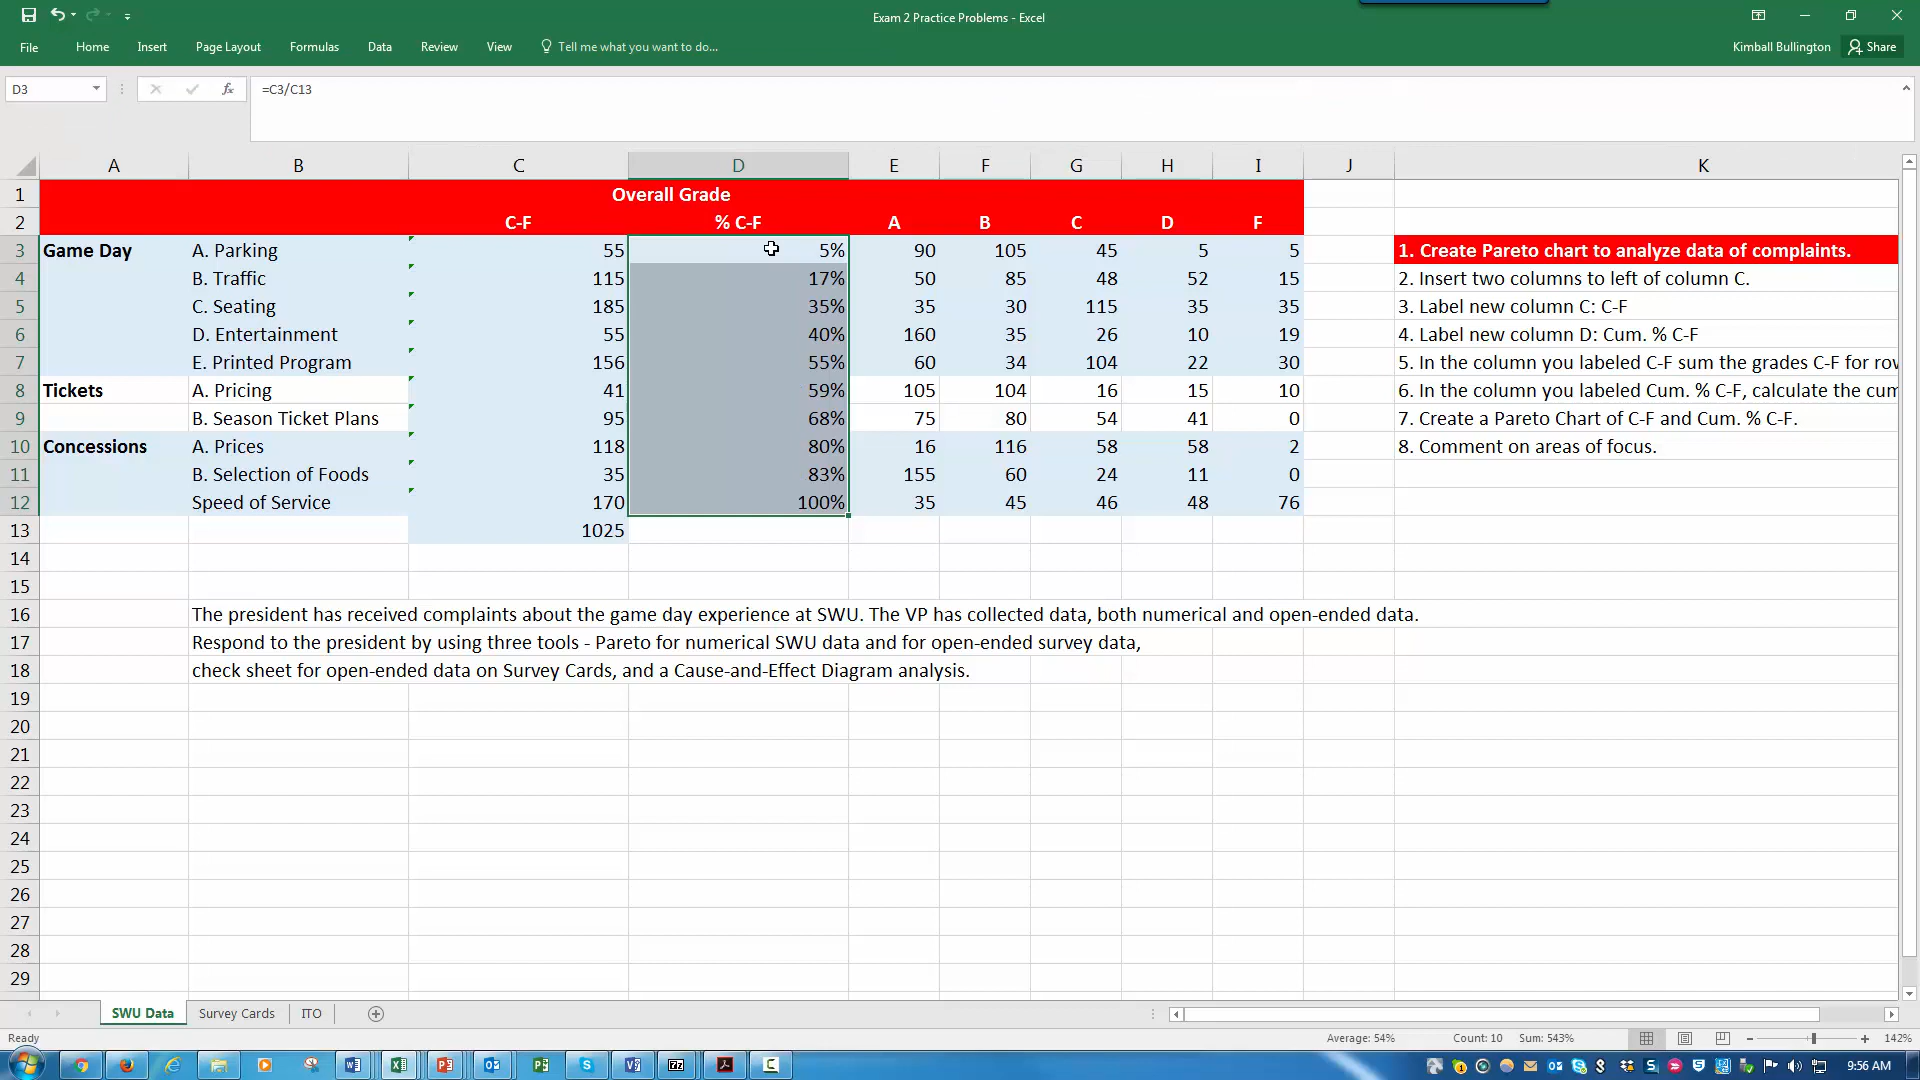 Exam 2 Practice Problems - Excel
File Home Insert Page Layout Formulas Data Review View Tell me what you want to do... Kimball Bullington Share
D3 fx =C3/C13
A B C D E F G H I J K
1 Overall Grade
2 C-F % C-F A B C D F
3 Game Day A. Parking 55 5% 90 105 45 5 5 1. Create Pareto chart to analyze data of complaints.
4 B. Traffic 115 17% 50 85 48 52 15 2. Insert two columns to left of column C.
5 C. Seating 185 35% 35 30 115 35 35 3. Label new column C: C-F
6 D. Entertainment 55 40% 160 35 26 10 19 4. Label new column D: Cum. % C-F
7 E. Printed Program 156 55% 60 34 104 22 30 5. In the column you labeled C-F sum the grades C-F for rov
8 Tickets A. Pricing 41 59% 105 104 16 15 10 6. In the column you labeled Cum. % C-F, calculate the cum
9 B. Season Ticket Plans 95 68% 75 80 54 41 0 7. Create a Pareto Chart of C-F and Cum. % C-F.
10 Concessions A. Prices 118 80% 16 116 58 58 2 8. Comment on areas of focus.
11 B. Selection of Foods 35 83% 155 60 24 11 0
12 Speed of Service 170 100% 35 45 46 48 76
13 1025
14
15
16 The president has received complaints about the game day experience at SWU. The VP has collected data, both numerical and open-ended data.
17 Respond to the president by using three tools - Pareto for numerical SWU data and for open-ended survey data,
18 check sheet for open-ended data on Survey Cards, and a Cause-and-Effect Diagram analysis.
19
20
21
22
23
24
25
26
27
28
29
SWU Data Survey Cards ITO
Ready Average: 54% Count: 10 Sum: 543% 142%
9:56 AM